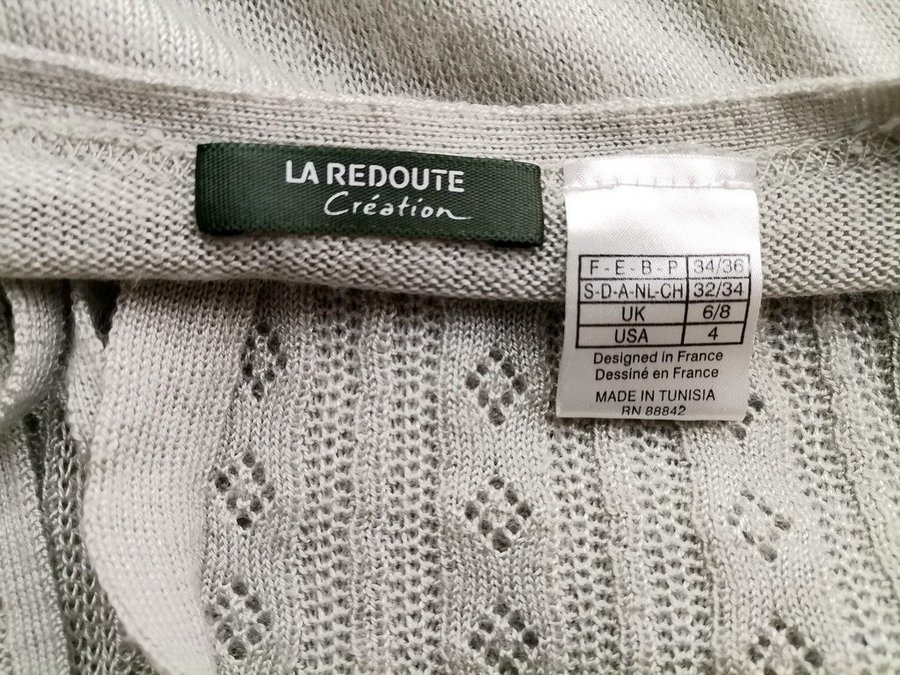 LA REDOUTE
Création
F - E - B - P 34/36
S-D-A-NL-CH 32/34
UK 6/8
USA 4
Designed in France
Dessiné en France
MADE IN TUNISIA
RN 88842